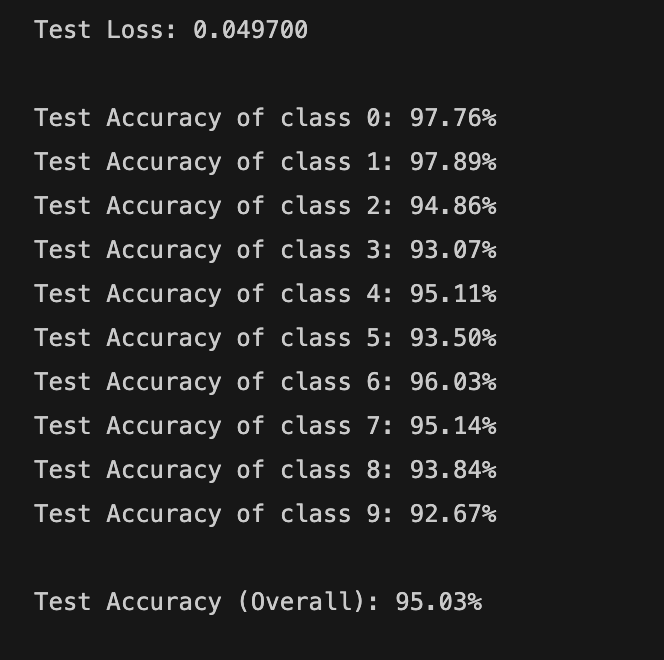 Test Loss: 0.049700
Test Accuracy of class 0: 97.76%
Test Accuracy of class 1: 97.89%
Test Accuracy of class 2: 94.86%
Test Accuracy of class 3: 93.07%
Test Accuracy of class 4: 95.11%
Test Accuracy of class 5: 93.50%
Test Accuracy of class 6: 96.03%
Test Accuracy of class 7: 95.14%
Test Accuracy of class 8: 93.84%
Test Accuracy of class 9: 92.67%
Test Accuracy (Overall): 95.03%